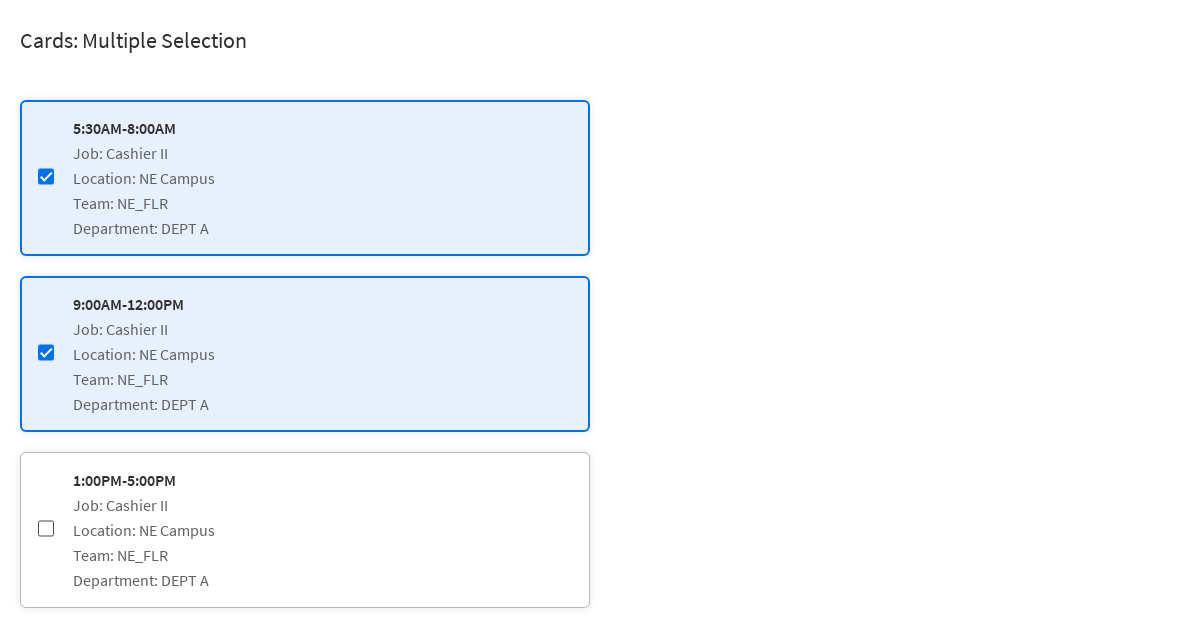 Cards: Multiple Selection
5:30AM-8:00AM
Job: Cashier II
Location: NE Campus
Team: NE_FLR
Department: DEPT A
9:00AM-12:00PM
Job: Cashier II
Location: NE Campus
Team: NE_FLR
Department: DEPT A
1:00PM-5:00PM
Job: Cashier II
Location: NE Campus
Team: NE_FLR
Department: DEPT A